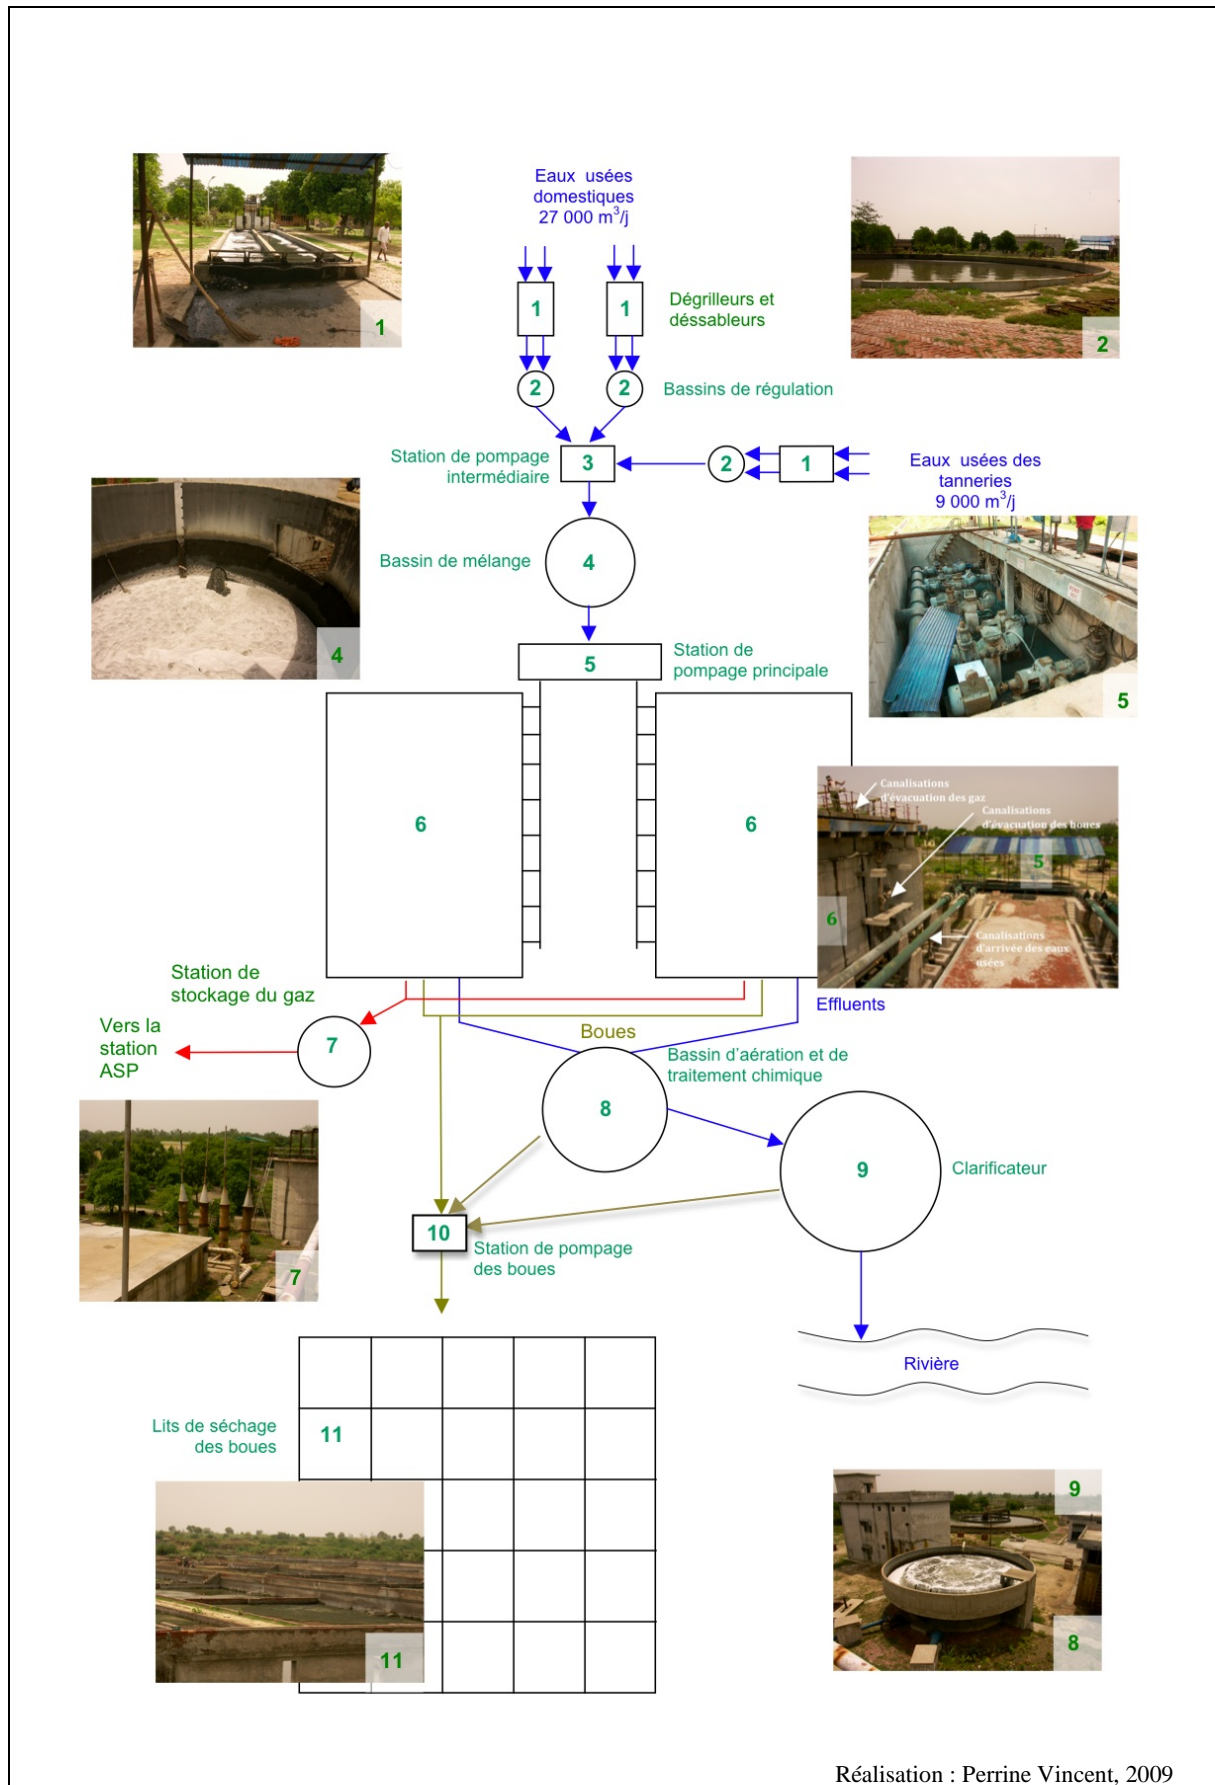 Eaux usées
domestiques
27 000 m³/j
1
2
1
1
Dégrilleurs et
déssableurs
2
2
Bassins de régulation
Station de pompage
intermédiaire
3
2
1
Eaux usées des
tanneries
9 000 m³/j
Bassin de mélange
4
4
5
Station de
pompage principale
5
6
6
Canalisations
d'évacuation des gaz
Canalisations
d'évacuation des boues
5
6
Canalisations
d'arrivée des eaux
usées
Station de
stockage du gaz
Effluents
Vers la
station
ASP
7
Boues
Bassin d'aération et de
traitement chimique
8
9
Clarificateur
7
10
Station de pompage
des boues
Rivière
Lits de séchage
des boues
11
11
9
8
Réalisation : Perrine Vincent, 2009